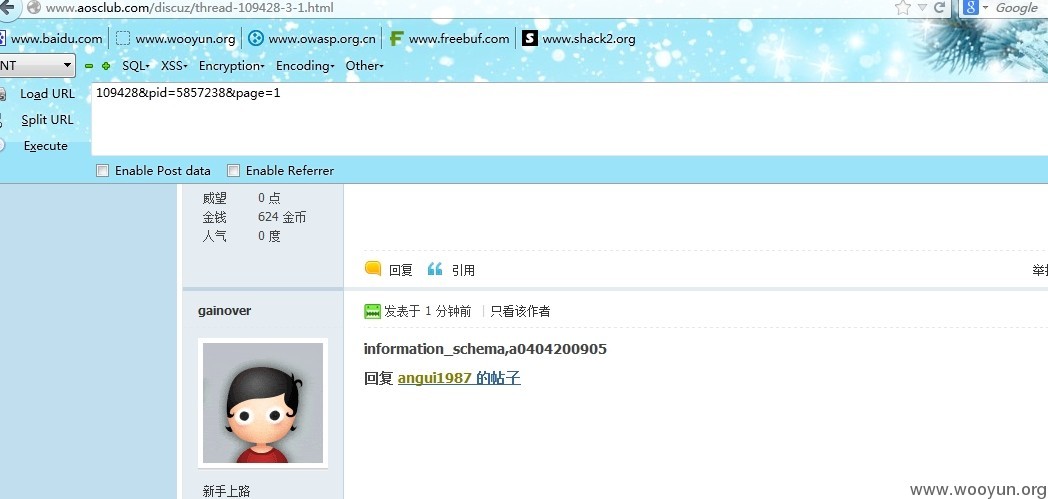 www.aosclub.com/discuz/thread-109428-3-1.html
Google
www.baidu.com www.wooyun.org www.owasp.org.cn www.freebuf.com www.shack2.org
NT SQL XSS Encryption Encoding Other
Load URL 109428&pid=5857238&page=1
Split URL
Execute
Enable Post data Enable Referrer
威望 0 点
金钱 624 金币
人气 0 度
回复 引用 举
gainover 发表于 1 分钟前 只看该作者
information_schema,a0404200905
回复 angui1987 的帖子
新手上路
www.wooyun.org